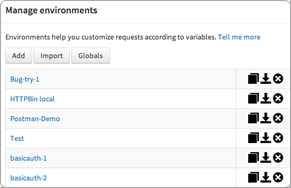 Manage environments
Environments help you customize requests according to variables. Tell me more
Add Import Globals
Bug-try-1
HTTPBin local
Postman-Demo
Test
basicauth-1
basicauth-2